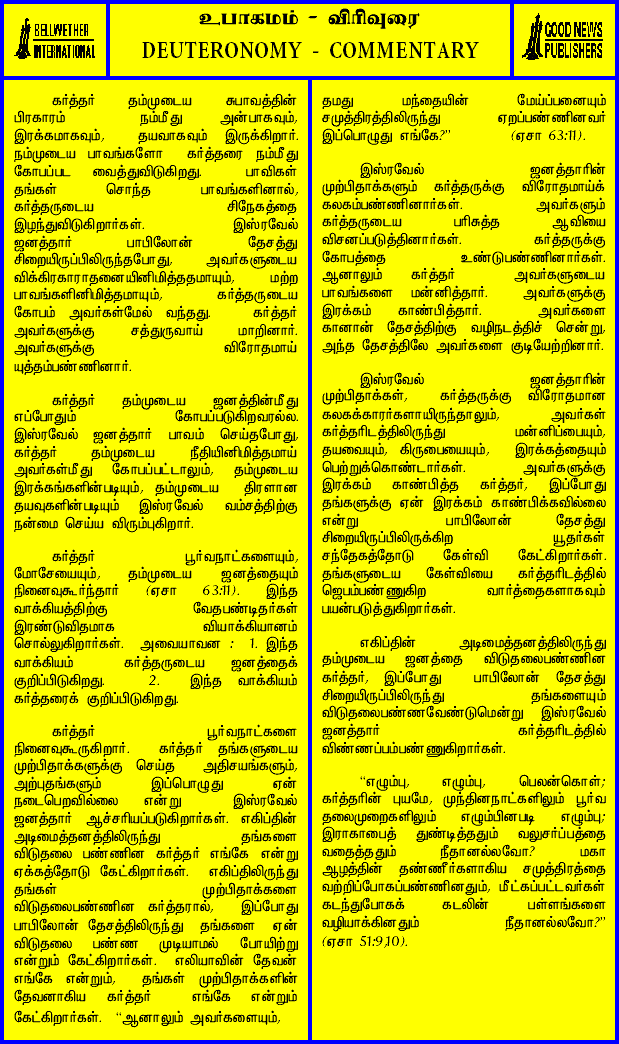 BELLWETHER
INTERNATIONAL
உபாகமம் - விரிவுரை
DEUTERONOMY - COMMENTARY
GOOD NEWS
PUBLISHERS
கர்த்தர் தம்முடைய சுபாவத்தின்
பிரகாரம் நம்மீது அன்பாகவும்,
இரக்கமாகவும், தயவாகவும் இருக்கிறார்.
நம்முடைய பாவங்களோ கர்த்தரை நம்மீது
கோபப்பட வைத்துவிடுகிறது. பாவிகள்
தங்கள் சொந்த பாவங்களினால்,
கர்த்தருடைய சிநேகத்தை
இழந்துவிடுகிறார்கள். இஸ்ரவேல்
ஜனத்தார் பாபிலோன் தேசத்து
சிறையிருப்பிலிருந்தபோது, அவர்களுடைய
விக்கிரகாராதனையினிமித்ததமாயும், மற்ற
பாவங்களினிமித்தமாயும், கர்த்தருடைய
கோபம் அவர்கள்மேல் வந்தது. கர்த்தர்
அவர்களுக்கு சத்துருவாய் மாறினார்.
அவர்களுக்கு விரோதமாய்
யுத்தம்பண்ணினார்.
கர்த்தர் தம்முடைய ஜனத்தின்மீது
எப்போதும் கோபப்படுகிறவரல்ல.
இஸ்ரவேல் ஜனத்தார் பாவம் செய்தபோது,
கர்த்தர் தம்முடைய நீதியினிமித்தமாய்
அவர்கள்மீது கோபப்பட்டாலும், தம்முடைய
இரக்கங்களின்படியும், தம்முடைய திரளான
தயவுகளின்படியும் இஸ்ரவேல் வம்சத்திற்கு
நன்மை செய்ய விரும்புகிறார்.
கர்த்தர் பூர்வநாட்களையும்,
மோசேயையும், தம்முடைய ஜனத்தையும்
நினைவுகூர்ந்தார் (ஏசா 63:11). இந்த
வாக்கியத்திற்கு வேதபண்டிதர்கள்
இரண்டுவிதமாக வியாக்கியானம்
சொல்லுகிறார்கள். அவையாவன : 1. இந்த
வாக்கியம் கர்த்தருடைய ஜனத்தைக்
குறிப்பிடுகிறது. 2. இந்த வாக்கியம்
கர்த்தரைக் குறிப்பிடுகிறது.
கர்த்தர் பூர்வநாட்களை
நினைவுகூருகிறார். கர்த்தர் தங்களுடைய
முற்பிதாக்களுக்கு செய்த அதிசயங்களும்,
அற்புதங்களும் இப்பொழுது ஏன்
நடைபெறவில்லை என்று இஸ்ரவேல்
ஜனத்தார் ஆச்சரியப்படுகிறார்கள். எகிப்தின்
அடிமைத்தனத்திலிருந்து தங்களை
விடுதலை பண்ணின கர்த்தர் எங்கே என்று
ஏக்கத்தோடு கேட்கிறார்கள். எகிப்திலிருந்து
தங்கள் முற்பிதாக்களை
விடுதலைபண்ணின கர்த்தரால், இப்போது
பாபிலோன் தேசத்திலிருந்து தங்களை ஏன்
விடுதலை பண்ண முடியாமல் போயிற்று
என்றும் கேட்கிறார்கள். எலியாவின் தேவன்
எங்கே என்றும், தங்கள் முற்பிதாக்களின்
தேவனாகிய கர்த்தர் எங்கே என்றும்
கேட்கிறார்கள். “ஆனாலும் அவர்களையும்,
தமது மந்தையின் மேய்ப்பனையும்
சமுத்திரத்திலிருந்து ஏறப்பண்ணினவர்
இப்பொழுது எங்கே?” (ஏசா 63:11).
இஸ்ரவேல் ஜனத்தாரின்
முற்பிதாக்களும் கர்த்தருக்கு விரோதமாய்க்
கலகம்பண்ணினார்கள். அவர்களும்
கர்த்தருடைய பரிசுத்த ஆவியை
விசனப்படுத்தினார்கள். கர்த்தருக்கு
கோபத்தை உண்டுபண்ணினார்கள்.
ஆனாலும் கர்த்தர் அவர்களுடைய
பாவங்களை மன்னித்தார். அவர்களுக்கு
இரக்கம் காண்பித்தார். அவர்களை
கானான் தேசத்திற்கு வழிநடத்திச் சென்று,
அந்த தேசத்திலே அவர்களை குடியேற்றினார்.
இஸ்ரவேல் ஜனத்தாரின்
முற்பிதாக்கள், கர்த்தருக்கு விரோதமான
கலகக்காரர்களாயிருந்தாலும், அவர்கள்
கர்த்தரிடத்திலிருந்து மன்னிப்பையும்,
தயவையும், கிருபையையும், இரக்கத்தையும்
பெற்றுக்கொண்டார்கள். அவர்களுக்கு
இரக்கம் காண்பித்த கர்த்தர், இப்போது
தங்களுக்கு ஏன் இரக்கம் காண்பிக்கவில்லை
என்று பாபிலோன் தேசத்து
சிறையிருப்பிலிருக்கிற யூதர்கள்
சந்தேகத்தோடு கேள்வி கேட்கிறார்கள்.
தங்களுடைய கேள்வியை கர்த்தரிடத்தில்
ஜெபம்பண்ணுகிற வார்த்தைகளாகவும்
பயன்படுத்துகிறார்கள்.
எகிப்தின் அடிமைத்தனத்திலிருந்து
தம்முடைய ஜனத்தை விடுதலைபண்ணின
கர்த்தர், இப்போது பாபிலோன் தேசத்து
சிறையிருப்பிலிருந்து தங்களையும்
விடுதலைபண்ணவேண்டுமென்று இஸ்ரவேல்
ஜனத்தார் கர்த்தரிடத்தில்
விண்ணப்பம்பண்ணுகிறார்கள்.
“எழும்பு, எழும்பு, பெலன்கொள்;
கர்த்தரின் புயமே, முந்தினநாட்களிலும் பூர்வ
தலைமுறைகளிலும் எழும்பினபடி எழும்பு;
இராகாபைத் துண்டித்ததும் வலுசர்ப்பத்தை
வதைத்ததும் நீதானல்லவோ? மகா
ஆழத்தின் தண்ணீர்களாகிய சமுத்திரத்தை
வற்றிப்போகப்பண்ணினதும், மீட்கப்பட்டவர்கள்
கடந்துபோகக் கடலின் பள்ளங்களை
வழியாக்கினதும் நீதானல்லவோ?”
(ஏசா 51:9,10).